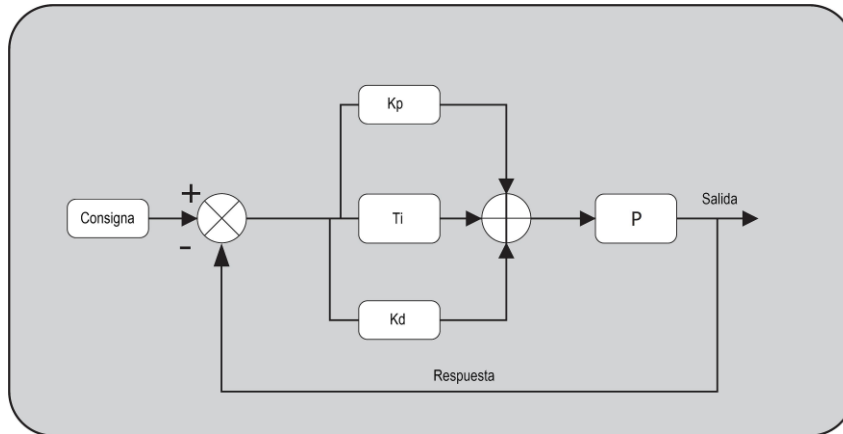 Kp
+
Consigna
Ti
P
Salida
-
Kd
Respuesta